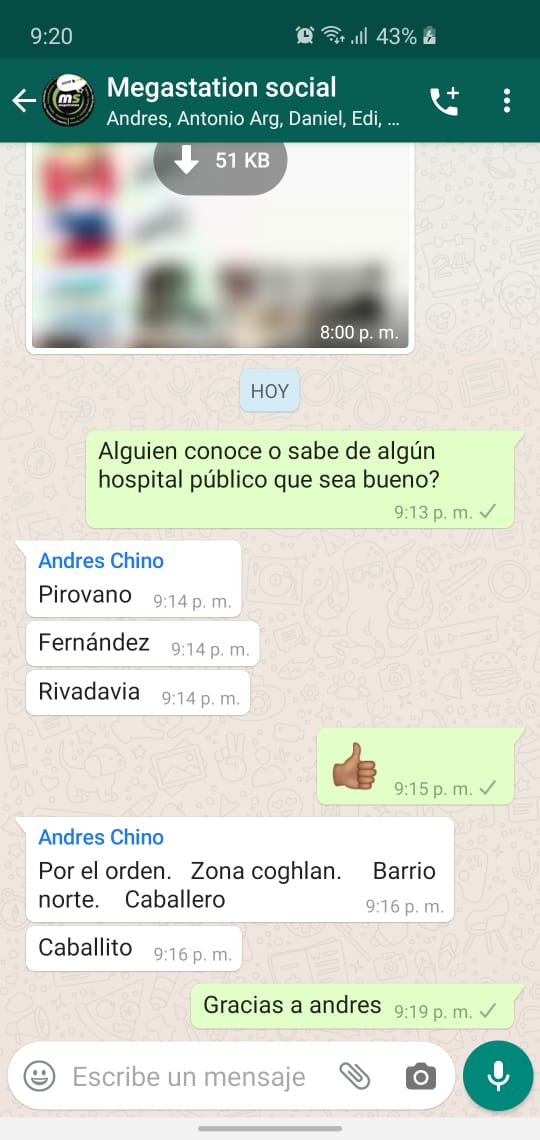 9:20
43%
Megastation social
Andres, Antonio Arg, Daniel, Edi, ...
51 KB
8:00 p. m.
HOY
Alguien conoce o sabe de algún
hospital público que sea bueno?
9:13 p. m.
Andres Chino
Pirovano 9:14 p. m.
Fernández 9:14 p. m.
Rivadavia 9:14 p. m.
9:15 p. m.
Andres Chino
Por el orden. Zona coghlan. Barrio
norte. Caballero
9:16 p. m.
Caballito 9:16 p. m.
Gracias a andres 9:19 p. m.
Escribe un mensaje